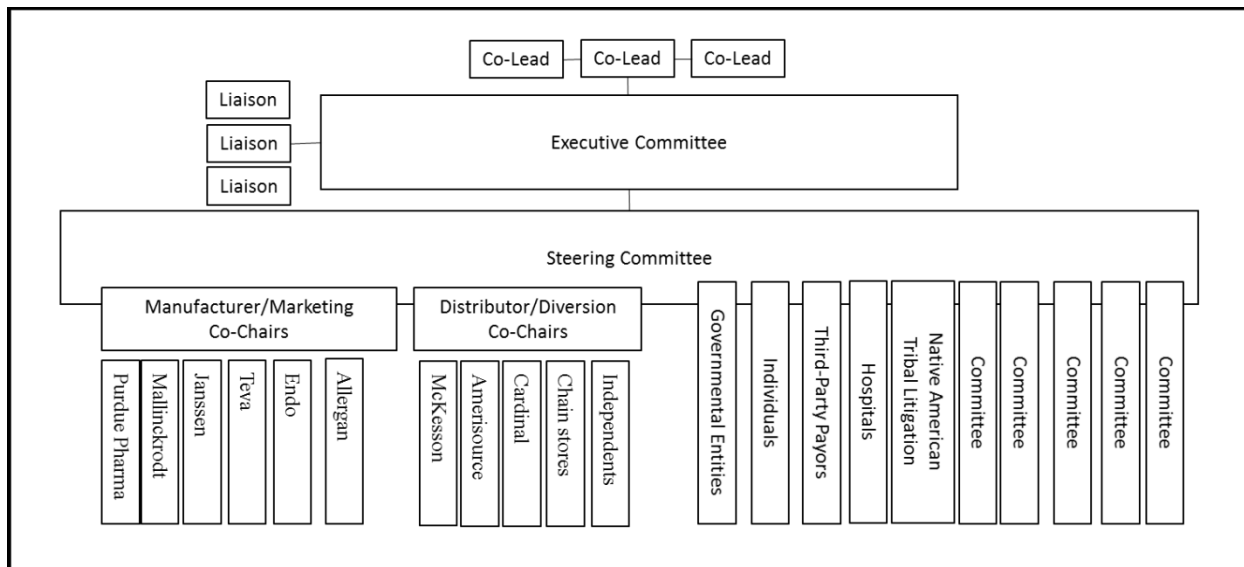 Co-Lead
Co-Lead
Co-Lead
Liaison
Liaison
Liaison
Executive Committee
Steering Committee
Manufacturer/Marketing
Co-Chairs
Distributor/Diversion
Co-Chairs
Purdue Pharma
Mallinckrodt
Janssen
Teva
Endo
Allergan
McKesson
Amerisource
Cardinal
Chain stores
Independents
Governmental Entities
Individuals
Third-Party Payors
Hospitals
Native American
Tribal Litigation
Committee
Committee
Committee
Committee
Committee